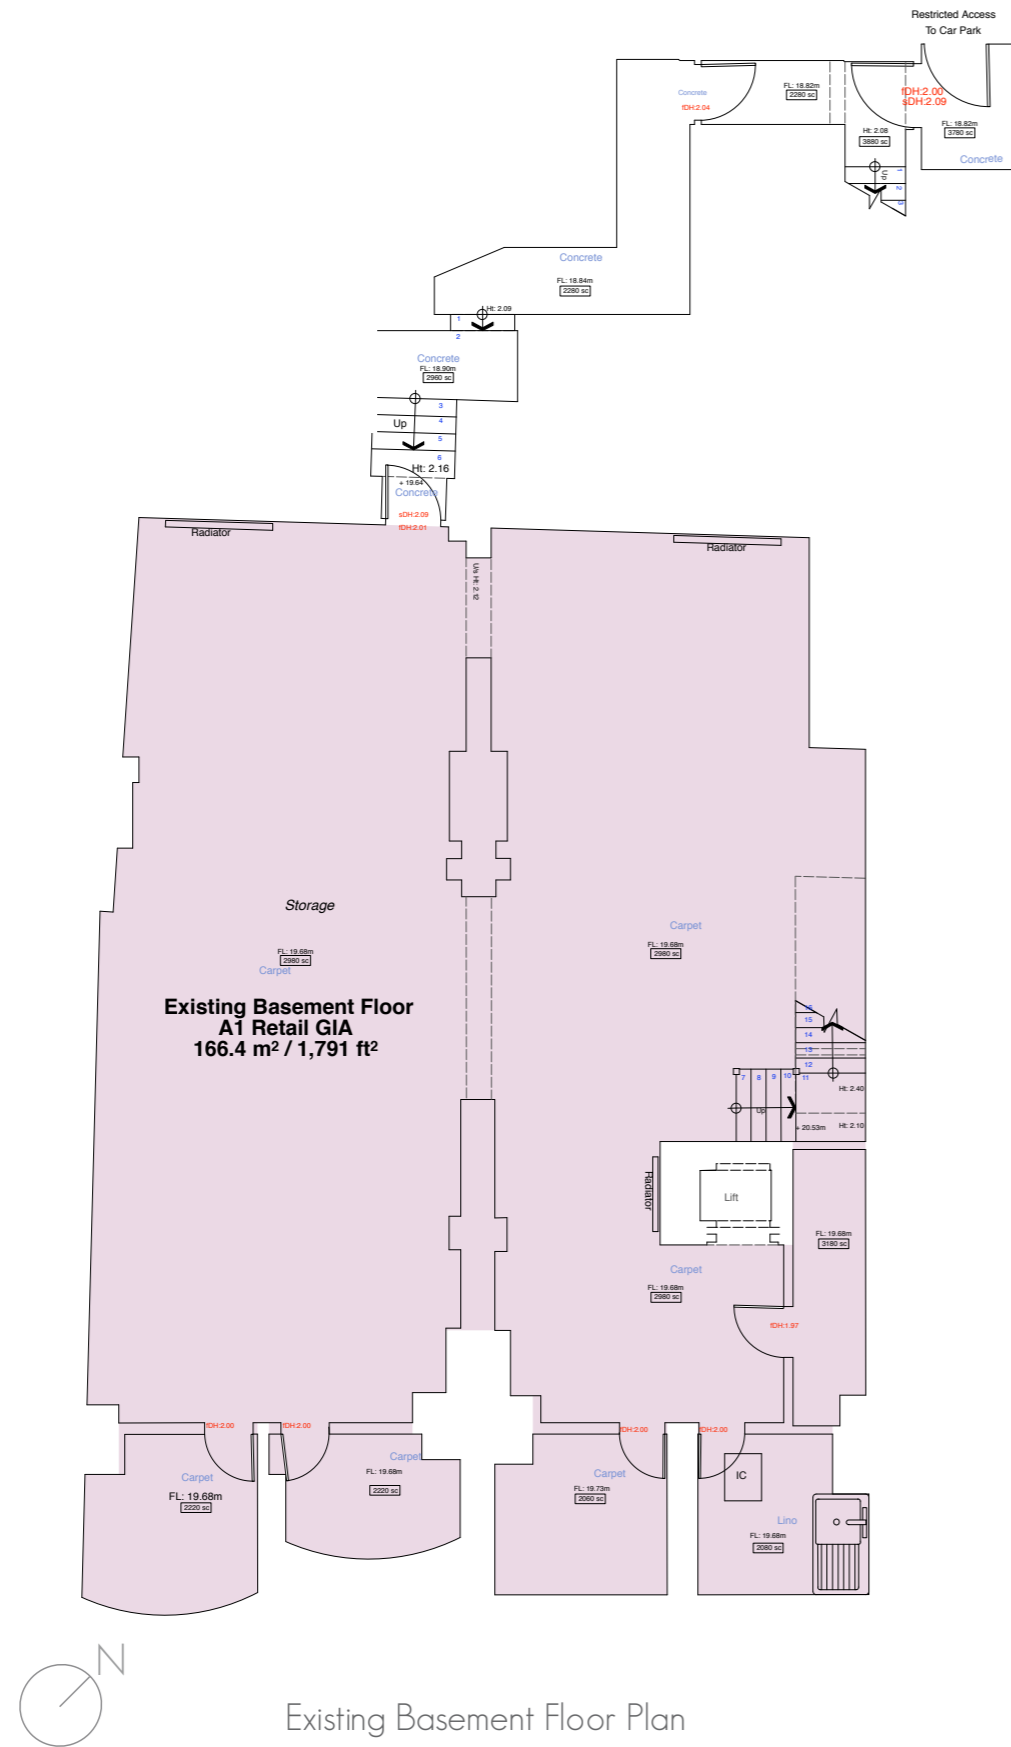 Restricted Access
To Car Park
Concrete
fDH:2.04
FL: 18.82m
2280 sc
fDH:2.00
sDH:2.09
Ht: 2.08
3880 sc
FL: 18.82m
3780 sc
Concrete
Up
1
2
3
Concrete
FL: 18.84m
2280 sc
Ht: 2.09
1
2
Concrete
FL: 18.90m
2960 sc
3
Up
4
5
6
Ht: 2.16
+ 19.64
Concrete
sDH:2.09
fDH:2.01
Radiator
Radiator
U/s Ht: 2.12
Storage
FL: 19.68m
2980 sc
Carpet
Carpet
FL: 19.68m
2980 sc
Existing Basement Floor
A1 Retail GIA
166.4 m² / 1,791 ft²
16
15
14
13
12
7
8
9
10
11
Ht: 2.40
Up
+ 20.53m
Ht: 2.10
Radiator
Lift
FL: 19.68m
3180 sc
Carpet
FL: 19.68m
2980 sc
fDH:1.97
fDH:2.00
fDH:2.00
fDH:2.00
fDH:2.00
Carpet
FL: 19.68m
2220 sc
Carpet
FL: 19.68m
2220 sc
Carpet
FL: 19.73m
2060 sc
IC
Lino
FL: 19.68m
2080 sc
N
Existing Basement Floor Plan